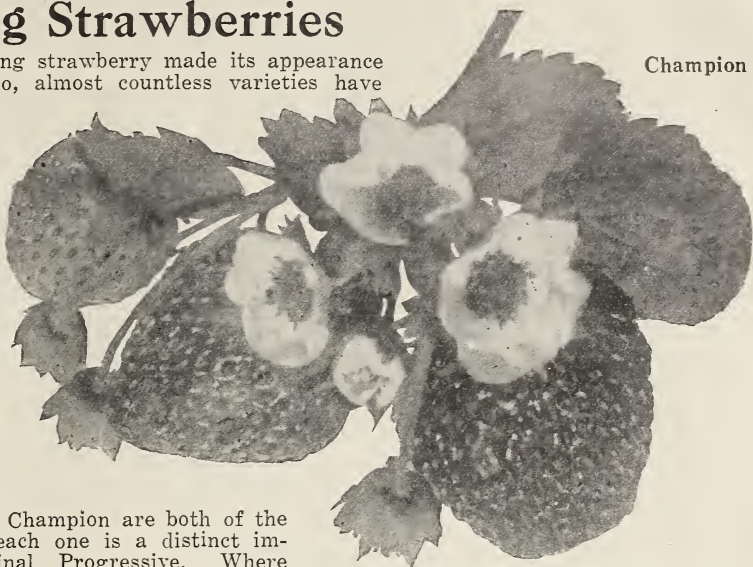 g Strawberries
ng strawberry made its appearance
o, almost countless varieties have
Champion
Champion are both of the
each one is a distinct im-
inal Progressive. Where